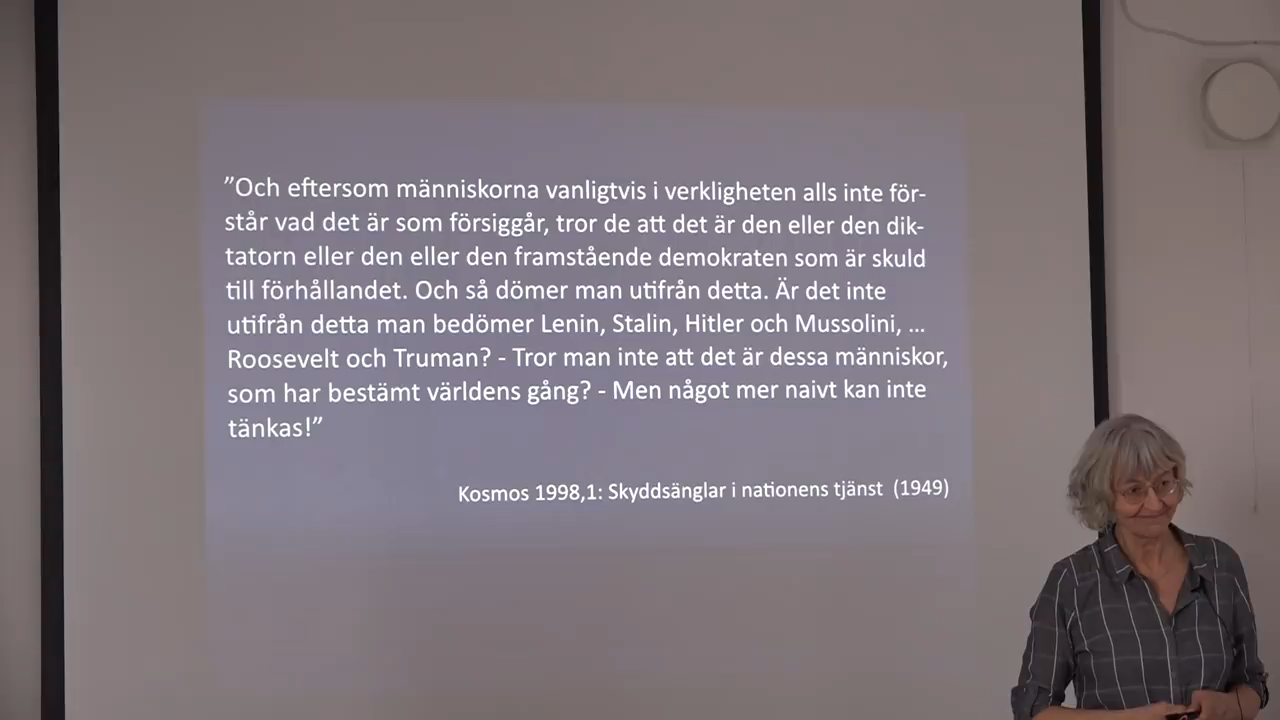 ”Och eftersom människorna vanligtvis i verkligheten alls inte för-
står vad det är som försiggår, tror de att det är den eller den dik-
tatorn eller den eller den framstående demokraten som är skuld
till förhållandet. Och så dömer man utifrån detta. Är det inte
utifrån detta man bedömer Lenin, Stalin, Hitler och Mussolini, ...
Roosevelt och Truman? - Tror man inte att det är dessa människor,
som har bestämt världens gång? - Men något mer naivt kan inte
tänkas!”
Kosmos 1998,1: Skyddsänglar i nationens tjänst (1949)